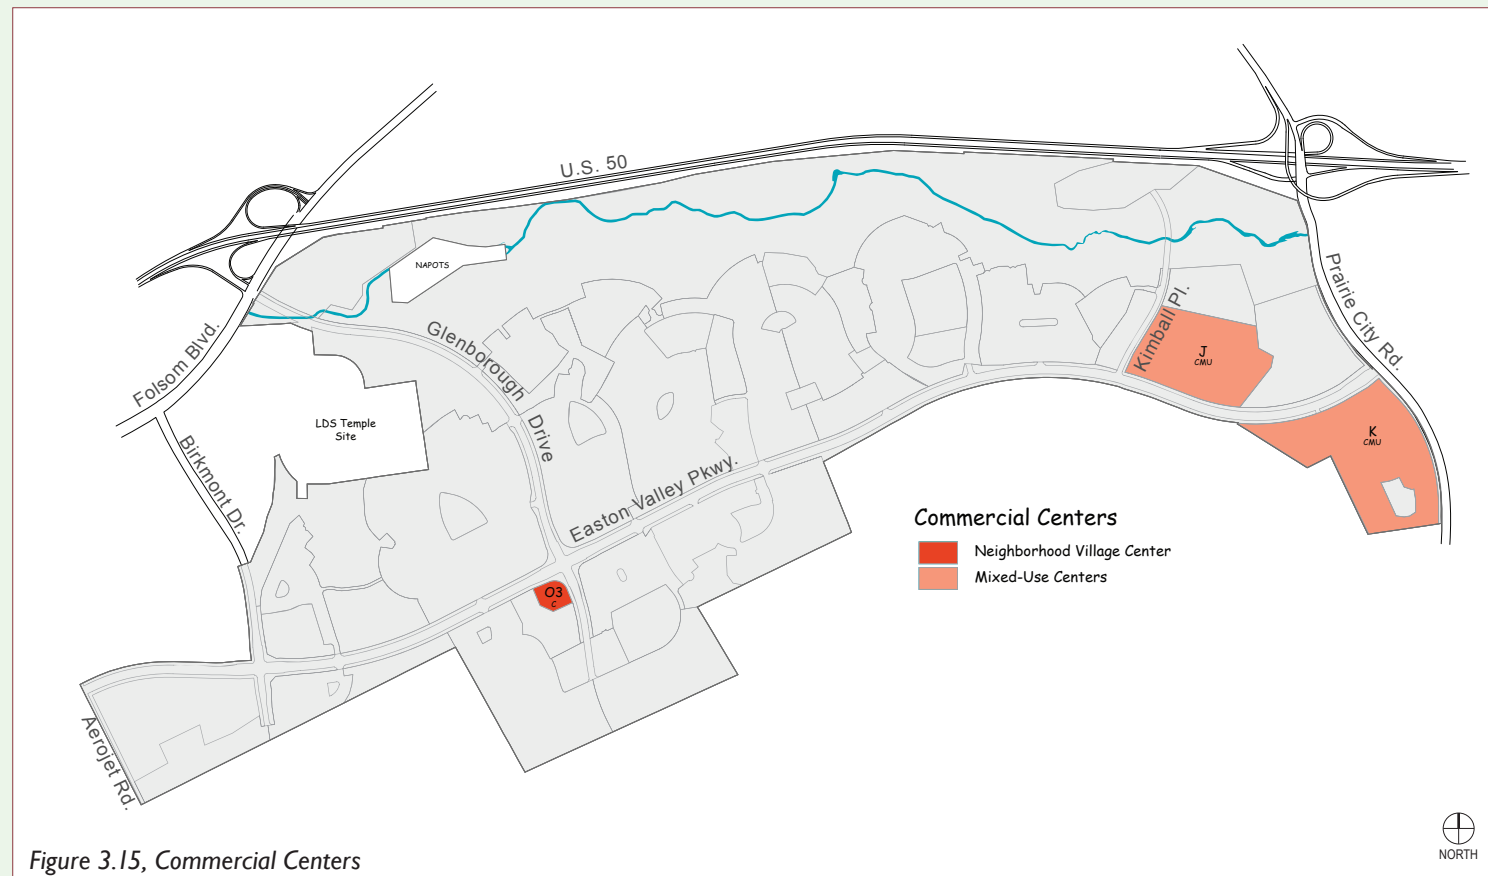 U.S. 50
NAPOTS
Folsom Blvd.
Glenborough
Drive
Kimball Pl.
Prairie City Rd.
J
CMU
K
CMU
LDS Temple
Site
Birkmont Dr.
Easton Valley Pkwy.
Commercial Centers
Neighborhood Village Center
Mixed-Use Centers
O3
C
Aerojet Rd.
NORTH
Figure 3.15, Commercial Centers